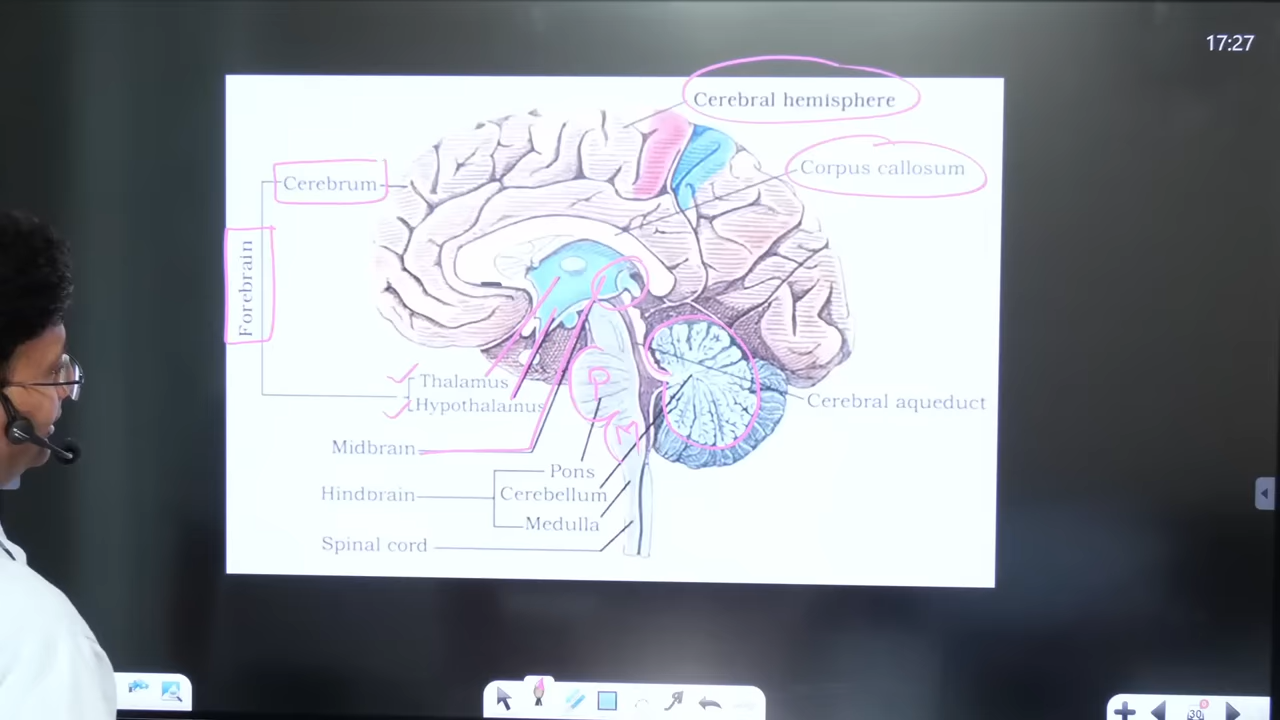 17:27
Cerebral hemisphere
Corpus callosum
Cerebrum
Forebrain
Thalamus
Hypothalamus
P
M
Cerebral aqueduct
Midbrain
Pons
Hindbrain
Cerebellum
Medulla
Spinal cord
30